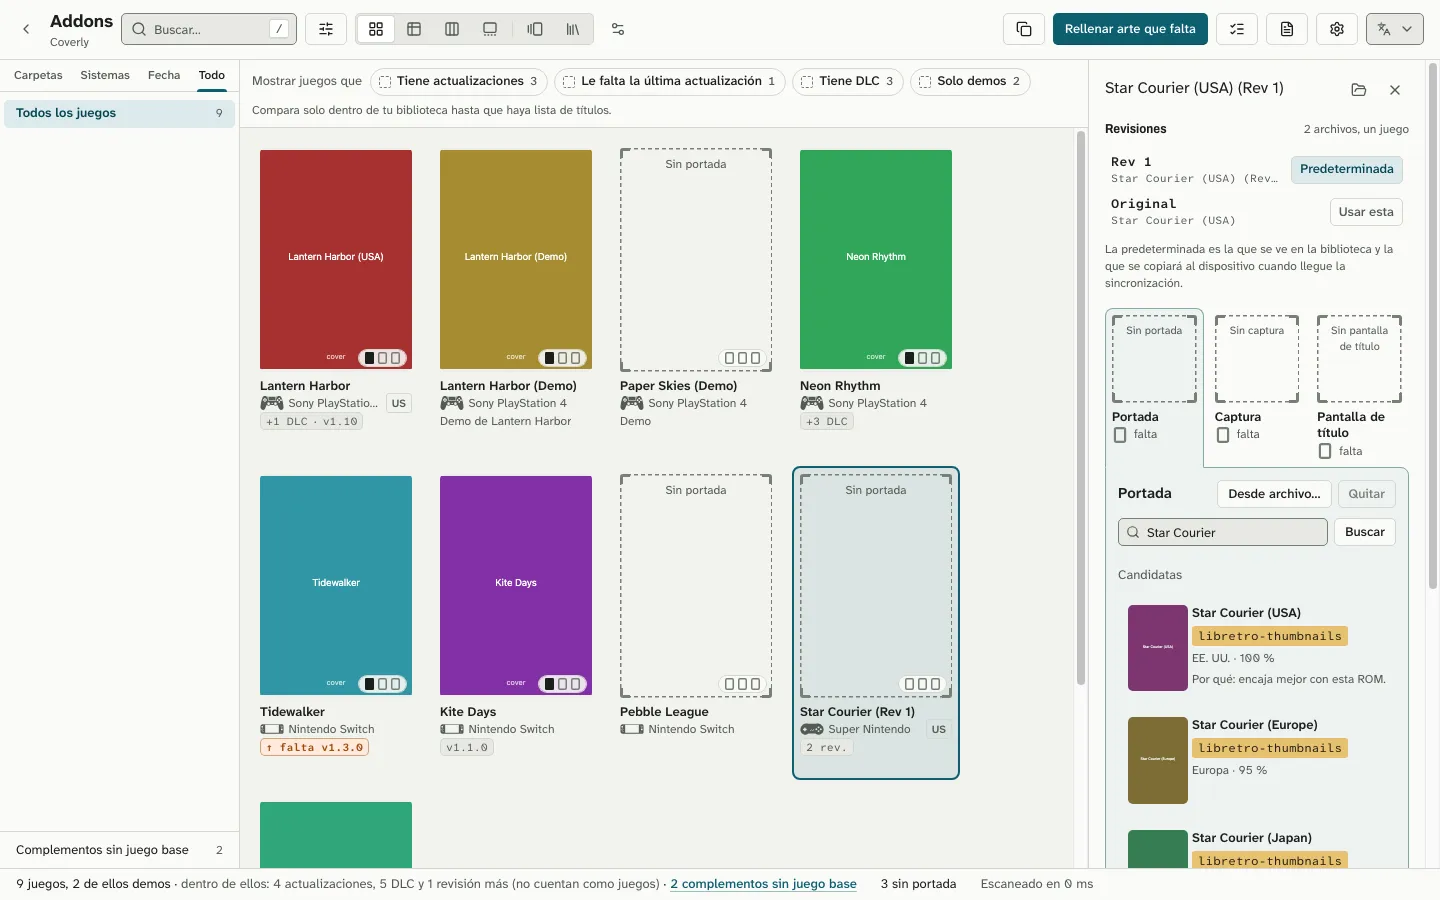 Addons
Coverly
Buscar...
/
Rellenar arte que falta
Carpetas
Sistemas
Fecha
Todo
Todos los juegos 9
Complementos sin juego base 2
Mostrar juegos que
Tiene actualizaciones 3
Le falta la última actualización 1
Tiene DLC 3
Solo demos 2
Compara solo dentro de tu biblioteca hasta que haya lista de títulos.
Lantern Harbor (USA)
cover
Lantern Harbor
Sony PlayStatio... US
+1 DLC · v1.10
Lantern Harbor (Demo)
cover
Lantern Harbor (Demo)
Sony PlayStation 4
Demo de Lantern Harbor
Sin portada
Paper Skies (Demo)
Sony PlayStation 4
Demo
Neon Rhythm
cover
Neon Rhythm
Sony PlayStation 4
+3 DLC
Tidewalker
cover
Tidewalker
Nintendo Switch
↑ falta v1.3.0
Kite Days
cover
Kite Days
Nintendo Switch
v1.1.0
Sin portada
Pebble League
Nintendo Switch
Sin portada
Star Courier (Rev 1)
Super Nintendo US
2 rev.
Star Courier (USA) (Rev 1)
Revisiones 2 archivos, un juego
Rev 1
Star Courier (USA) (Rev…
Predeterminada
Original
Star Courier (USA)
Usar esta
La predeterminada es la que se ve en la biblioteca y la
que se copiará al dispositivo cuando llegue la
sincronización.
Sin portada
Portada
falta
Sin captura
Captura
falta
Sin pantalla
de título
Pantalla de
título
falta
Portada
Desde archivo...
Quitar
Star Courier
Buscar
Candidatas
Star Courier (USA)
Star Courier (USA)
libretro-thumbnails
EE. UU. · 100 %
Por qué: encaja mejor con esta ROM.
Star Courier (Europe)
Star Courier (Europe)
libretro-thumbnails
Europa · 95 %
Star Courier (Japan)
libretro-thumbnails
9 juegos, 2 de ellos demos · dentro de ellos: 4 actualizaciones, 5 DLC y 1 revisión más (no cuentan como juegos) · 2 complementos sin juego base
3 sin portada
Escaneado en 0 ms